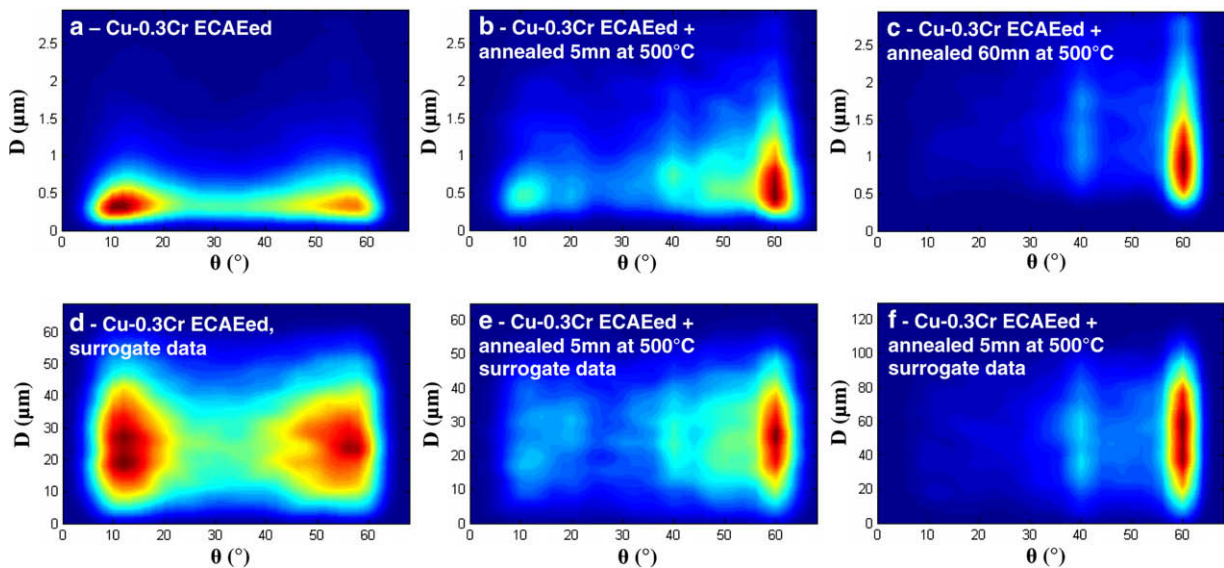 a – Cu-0.3Cr ECAEed
2.5
2
1.5
1
0.5
0
D (μm)
0 10 20 30 40 50 60
θ (°)
b - Cu-0.3Cr ECAEed +
annealed 5mn at 500°C
2.5
2
1.5
1
0.5
0
D (μm)
0 10 20 30 40 50 60
θ (°)
c - Cu-0.3Cr ECAEed +
annealed 60mn at 500°C
2.5
2
1.5
1
0.5
0
D (μm)
0 10 20 30 40 50 60
θ (°)
d - Cu-0.3Cr ECAEed,
surrogate data
60
50
40
30
20
10
0
D (μm)
0 10 20 30 40 50 60
θ (°)
e - Cu-0.3Cr ECAEed +
annealed 5mn at 500°C
surrogate data
60
50
40
30
20
10
0
D (μm)
0 10 20 30 40 50 60
θ (°)
f - Cu-0.3Cr ECAEed +
annealed 5mn at 500°C
surrogate data
120
100
80
60
40
20
0
D (μm)
0 10 20 30 40 50 60
θ (°)